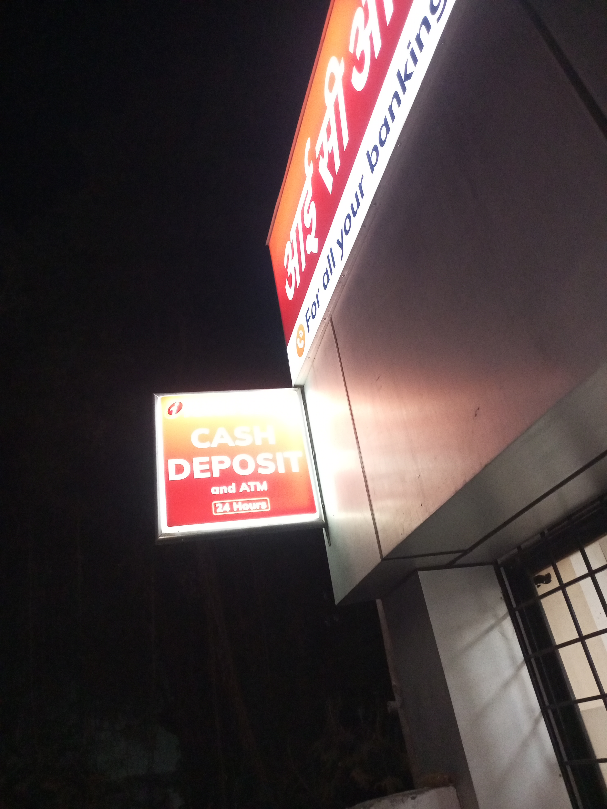 आई सी आ
For all your banking
CASH
DEPOSIT
and ATM
24 Hours